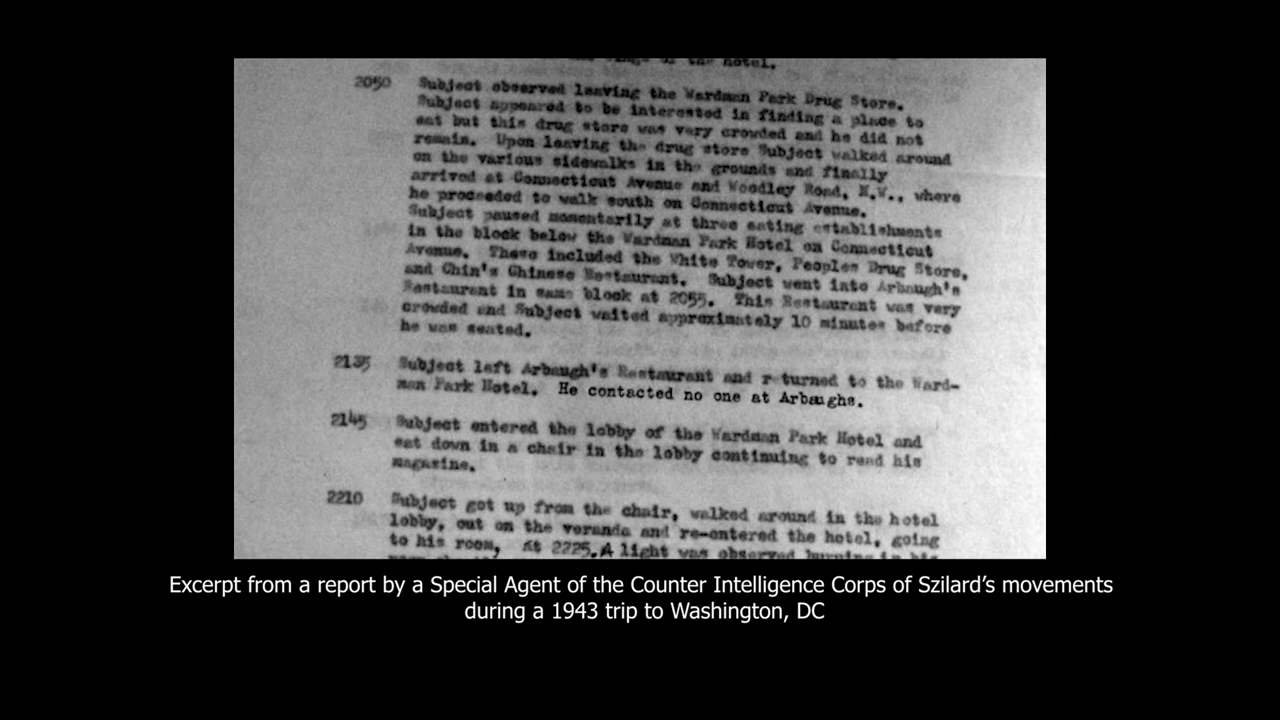 of the hotel.
2050 Subject observed leaving the Wardman Park Drug Store.
Subject appeared to be interested in finding a place to
eat but this drug store was very crowded and he did not
remain. Upon leaving the drug store Subject walked around
on the various sidewalks in the grounds and finally
arrived at Connecticut Avenue and Woodley Road, N.W., where
he proceeded to walk south on Connecticut Avenue.
Subject paused momentarily at three eating establishments
in the block below the Wardman Park Hotel on Connecticut
Avenue. These included the White Tower, Peoples Drug Store,
and Chin's Chinese Restaurant. Subject went into Arbaugh's
Restaurant in same block at 2055. This Restaurant was very
crowded and Subject waited approximately 10 minutes before
he was seated.
2135 Subject left Arbaugh's Restaurant and returned to the Ward-
man Park Hotel. He contacted no one at Arbaughs.
2145 Subject entered the lobby of the Wardman Park Hotel and
sat down in a chair in the lobby continuing to read his
magazine.
2210 Subject got up from the chair, walked around in the hotel
lobby, out on the veranda and re-entered the hotel, going
to his room, At 2225. A light was observed burning in his
Excerpt from a report by a Special Agent of the Counter Intelligence Corps of Szilard's movements
during a 1943 trip to Washington, DC